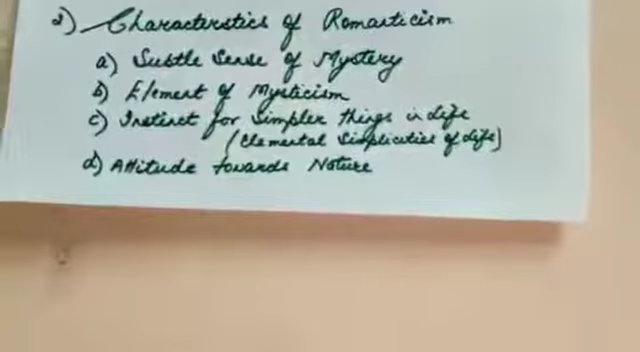 2) Characteristics of Romanticism
a) Subtle Sense of Mystery
b) Element of Mysticism
c) Instinct for Simpler things in life
(Elemental Simplicities of life)
d) Attitude towards Nature